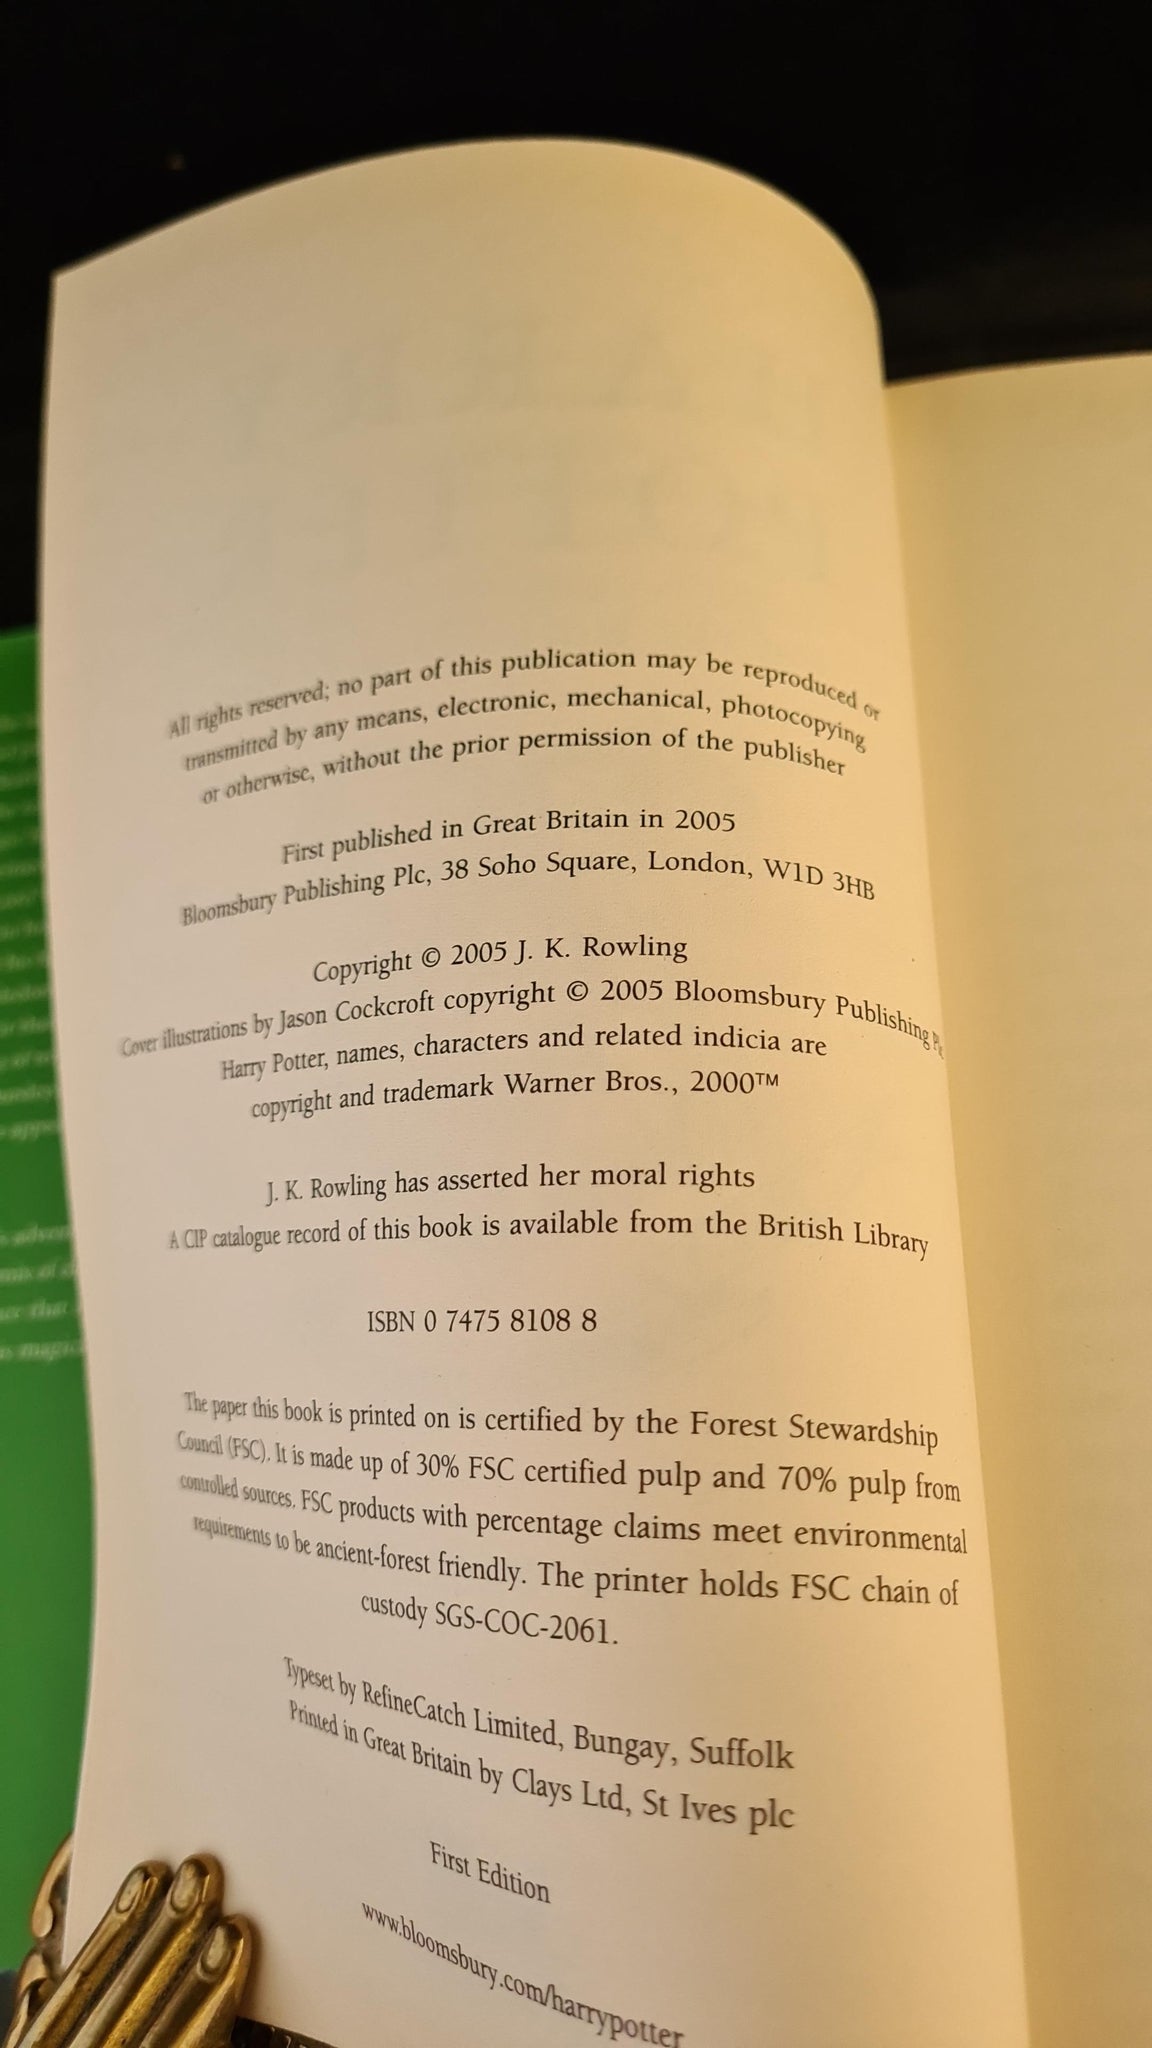 All rights reserved; no part of this publication may be reproduced or
transmitted by any means, electronic, mechanical, photocopying
or otherwise, without the prior permission of the publisher
First published in Great Britain in 2005
Bloomsbury Publishing Plc, 38 Soho Square, London, W1D 3HB
Copyright © 2005 J. K. Rowling
Cover illustrations by Jason Cockcroft copyright © 2005 Bloomsbury Publishing Plc
Harry Potter, names, characters and related indicia are
copyright and trademark Warner Bros., 2000™
J. K. Rowling has asserted her moral rights
A CIP catalogue record of this book is available from the British Library
ISBN 0 7475 8108 8
The paper this book is printed on is certified by the Forest Stewardship
Council (FSC). It is made up of 30% FSC certified pulp and 70% pulp from
controlled sources. FSC products with percentage claims meet environmental
requirements to be ancient-forest friendly. The printer holds FSC chain of
custody SGS-COC-2061.
Typeset by RefineCatch Limited, Bungay, Suffolk
Printed in Great Britain by Clays Ltd, St Ives plc
First Edition
www.bloomsbury.com/harrypotter